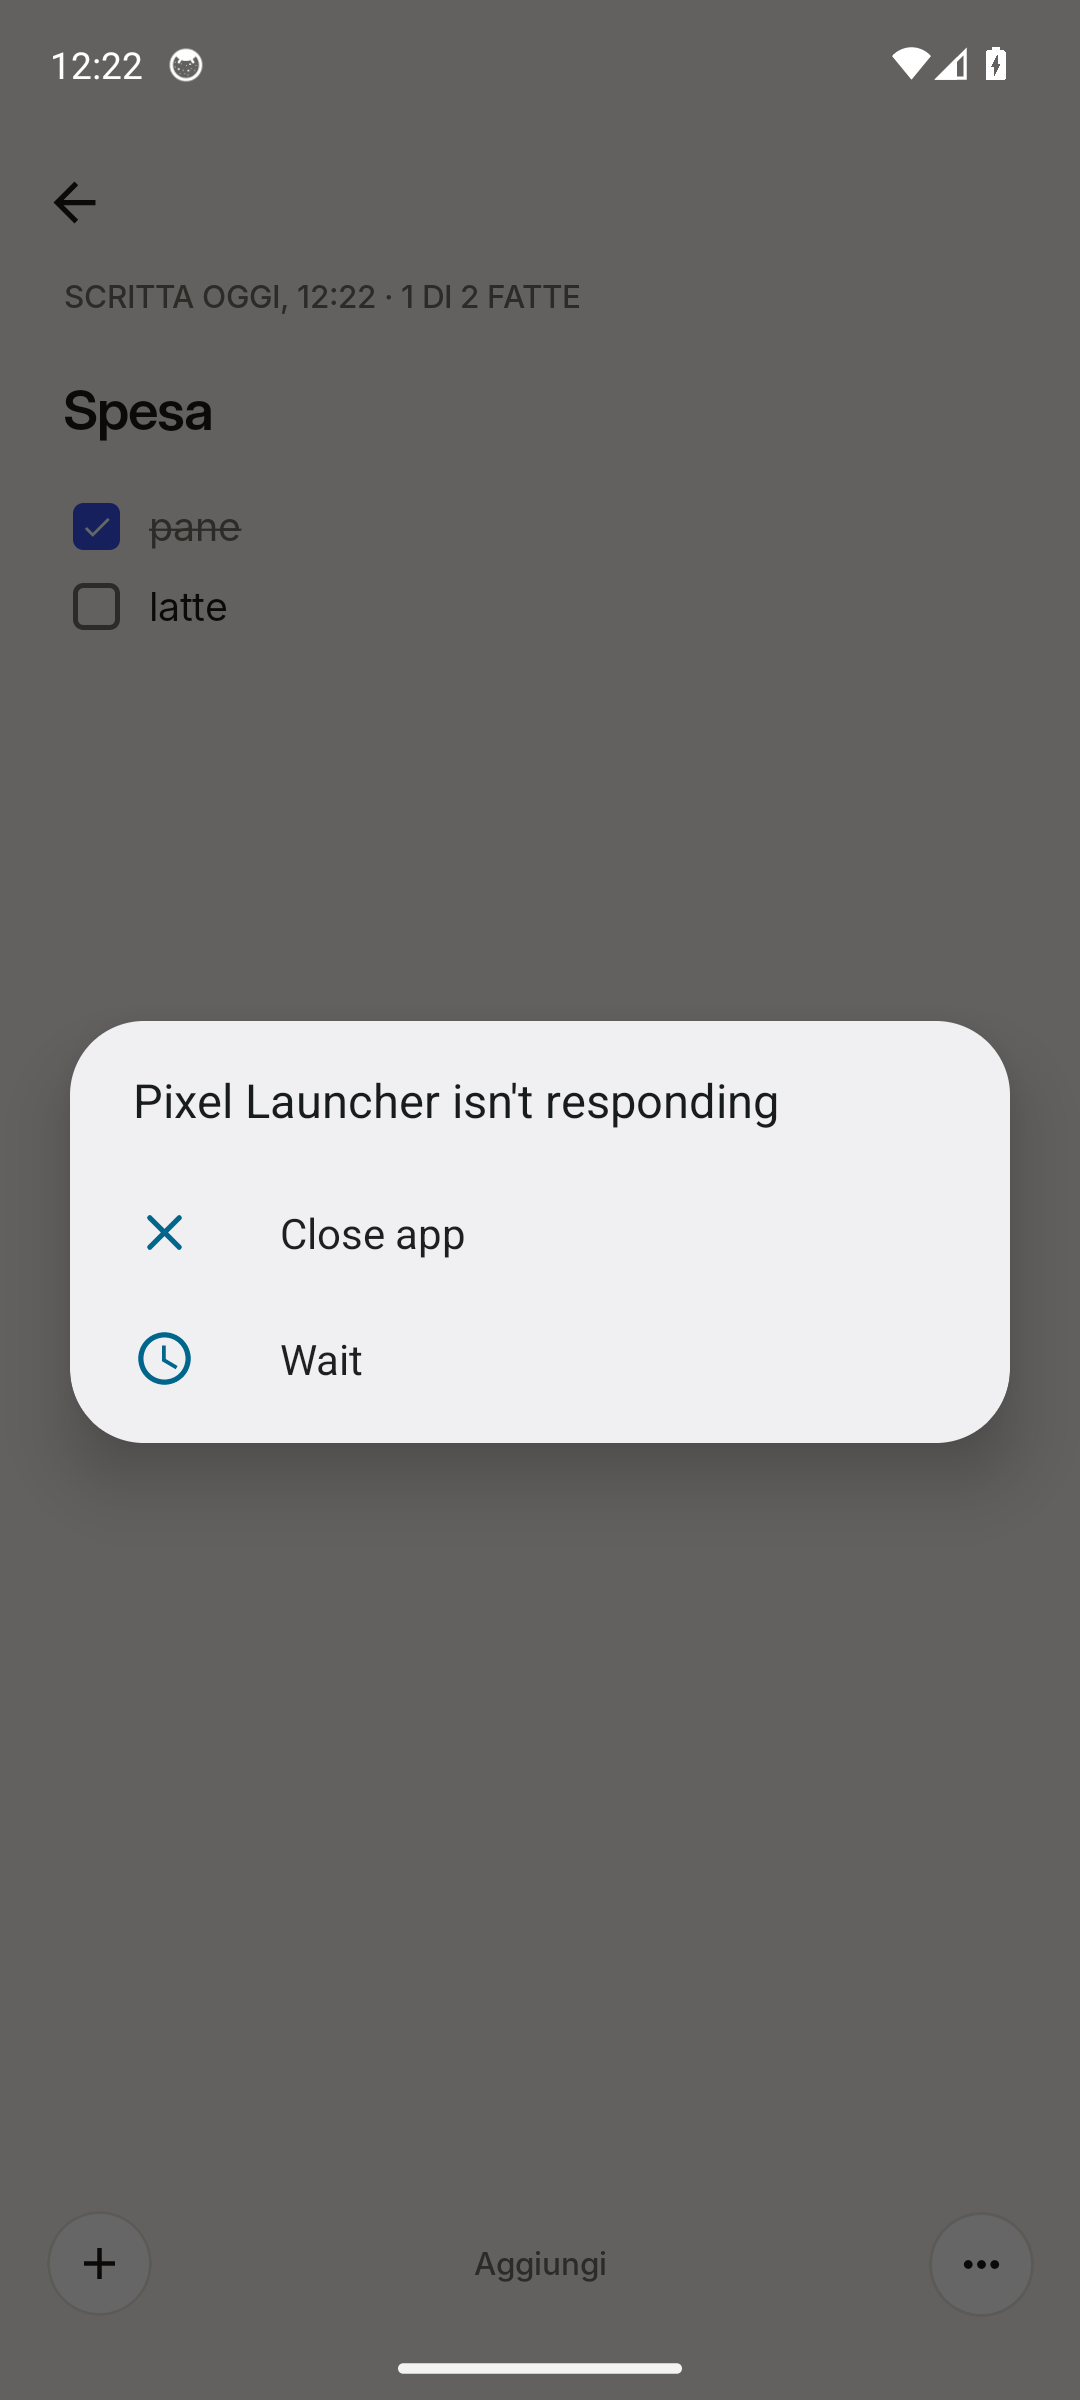 12:22
SCRITTA OGGI, 12:22 · 1 DI 2 FATTE
Spesa
pane
latte
Pixel Launcher isn't responding
Close app
Wait
Aggiungi